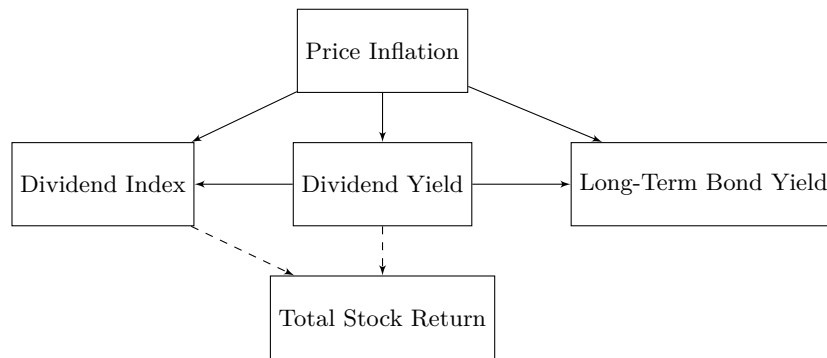 Price Inflation
Dividend Index
Dividend Yield
Long-Term Bond Yield
Total Stock Return